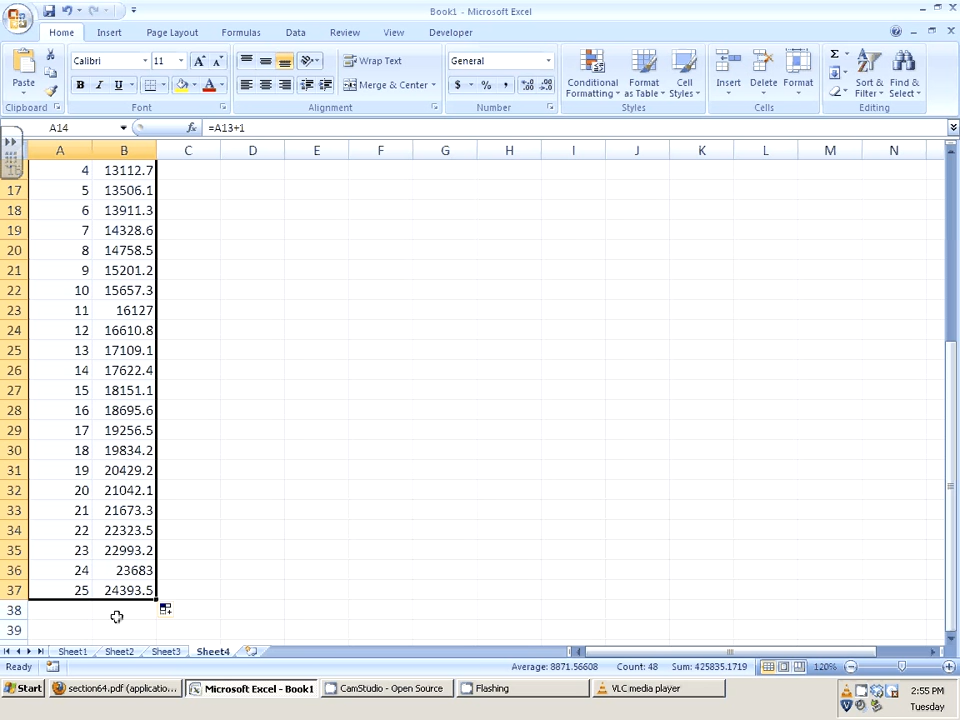 Book1 - Microsoft Excel
Home Insert Page Layout Formulas Data Review View Developer
Paste Calibri 11 Wrap Text General Conditional Formatting Format as Table Cell Styles Insert Delete Format Sort & Filter Find & Select
B I U Merge & Center $ % ,
Clipboard Font Alignment Number Styles Cells Editing
A14 fx =A13+1
A B C D E F G H I J K L M N
4 13112.7
17 5 13506.1
18 6 13911.3
19 7 14328.6
20 8 14758.5
21 9 15201.2
22 10 15657.3
23 11 16127
24 12 16610.8
25 13 17109.1
26 14 17622.4
27 15 18151.1
28 16 18695.6
29 17 19256.5
30 18 19834.2
31 19 20429.2
32 20 21042.1
33 21 21673.3
34 22 22323.5
35 23 22993.2
36 24 23683
37 25 24393.5
38
39
Sheet1 Sheet2 Sheet3 Sheet4
Ready Average: 8871.56608 Count: 48 Sum: 425835.1719 120%
Start section64.pdf (applicatio... Microsoft Excel - Book1 CamStudio - Open Source Flashing VLC media player 2:55 PM
Tuesday